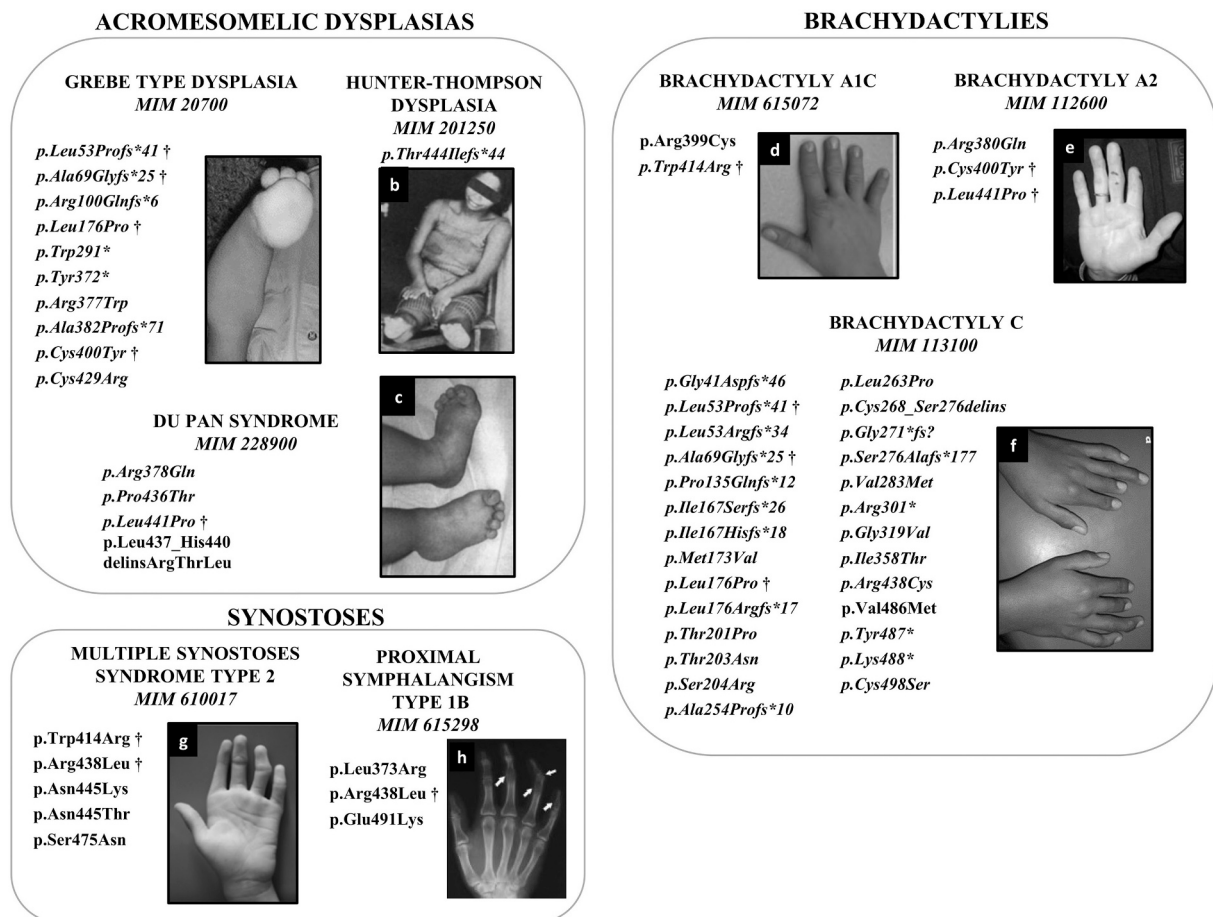 ACROMESOMELIC DYSPLASIAS
GREBE TYPE DYSPLASIA
MIM 20700
p.Leu53Profs*41 †
p.Ala69Glyfs*25 †
p.Arg100Glnfs*6
p.Leu176Pro †
p.Trp291*
p.Tyr372*
p.Arg377Trp
p.Ala382Profs*71
p.Cys400Tyr †
p.Cys429Arg
HUNTER-THOMPSON
DYSPLASIA
MIM 201250
p.Thr444Ilefs*44
b
c
DU PAN SYNDROME
MIM 228900
p.Arg378Gln
p.Pro436Thr
p.Leu441Pro †
p.Leu437_His440
delinsArgThrLeu
SYNOSTOSES
MULTIPLE SYNOSTOSES
SYNDROME TYPE 2
MIM 610017
p.Trp414Arg †
p.Arg438Leu †
p.Asn445Lys
p.Asn445Thr
p.Ser475Asn
g
PROXIMAL
SYMPHALANGISM
TYPE 1B
MIM 615298
p.Leu373Arg
p.Arg438Leu †
p.Glu491Lys
h
BRACHYDACTYLIES
BRACHYDACTYLY A1C
MIM 615072
p.Arg399Cys
p.Trp414Arg †
d
BRACHYDACTYLY A2
MIM 112600
p.Arg380Gln
p.Cys400Tyr †
p.Leu441Pro †
e
BRACHYDACTYLY C
MIM 113100
p.Gly41Aspfs*46
p.Leu53Profs*41 †
p.Leu53Argfs*34
p.Ala69Glyfs*25 †
p.Pro135Glnfs*12
p.Ile167Serfs*26
p.Ile167Hisfs*18
p.Met173Val
p.Leu176Pro †
p.Leu176Argfs*17
p.Thr201Pro
p.Thr203Asn
p.Ser204Arg
p.Ala254Profs*10
p.Leu263Pro
p.Cys268_Ser276delins
p.Gly271*fs?
p.Ser276Alafs*177
p.Val283Met
p.Arg301*
p.Gly319Val
p.Ile358Thr
p.Arg438Cys
p.Val486Met
p.Tyr487*
p.Lys488*
p.Cys498Ser
f